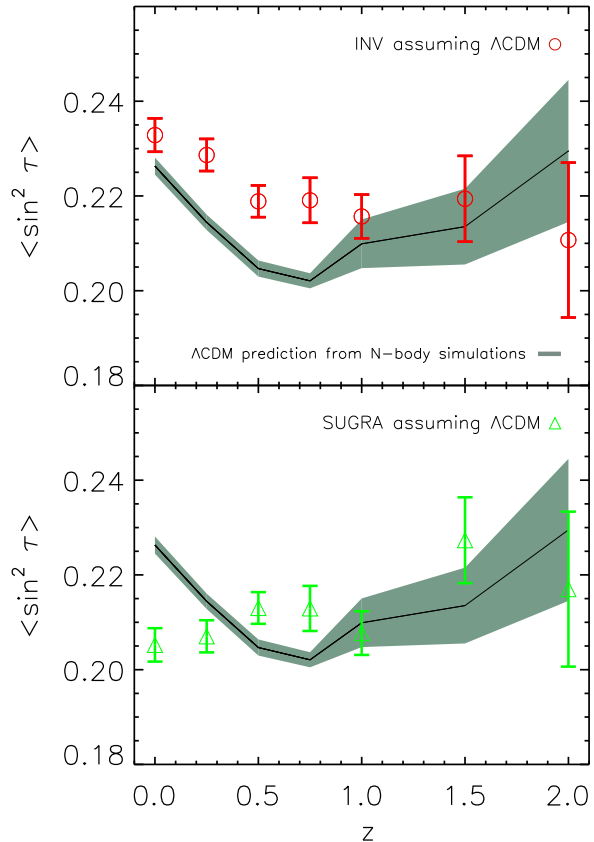 INV assuming ΛCDM
0.24
0.22
0.20
0.18
<sin² τ>
ΛCDM prediction from N-body simulations
SUGRA assuming ΛCDM
0.24
0.22
0.20
0.18
<sin² τ>
0.0 0.5 1.0 1.5 2.0
z